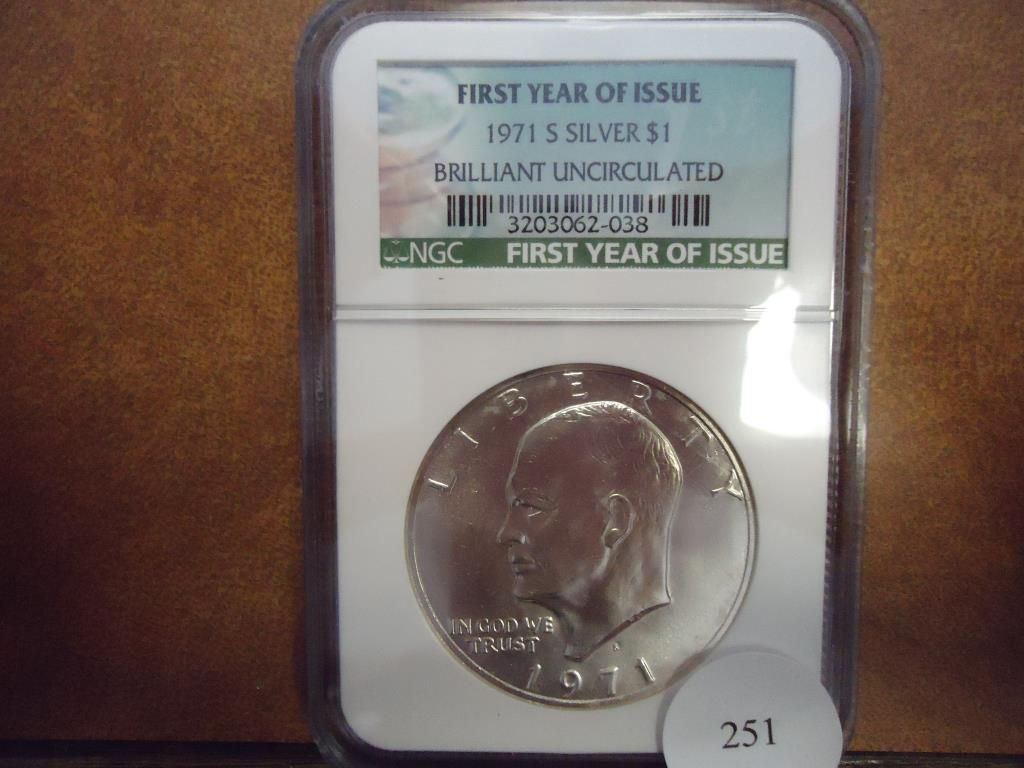 FIRST YEAR OF ISSUE
1971 S SILVER $1
BRILLIANT UNCIRCULATED
3203062-038
NGC FIRST YEAR OF ISSUE
LIBERTY
IN GOD WE
TRUST
S
1971
251